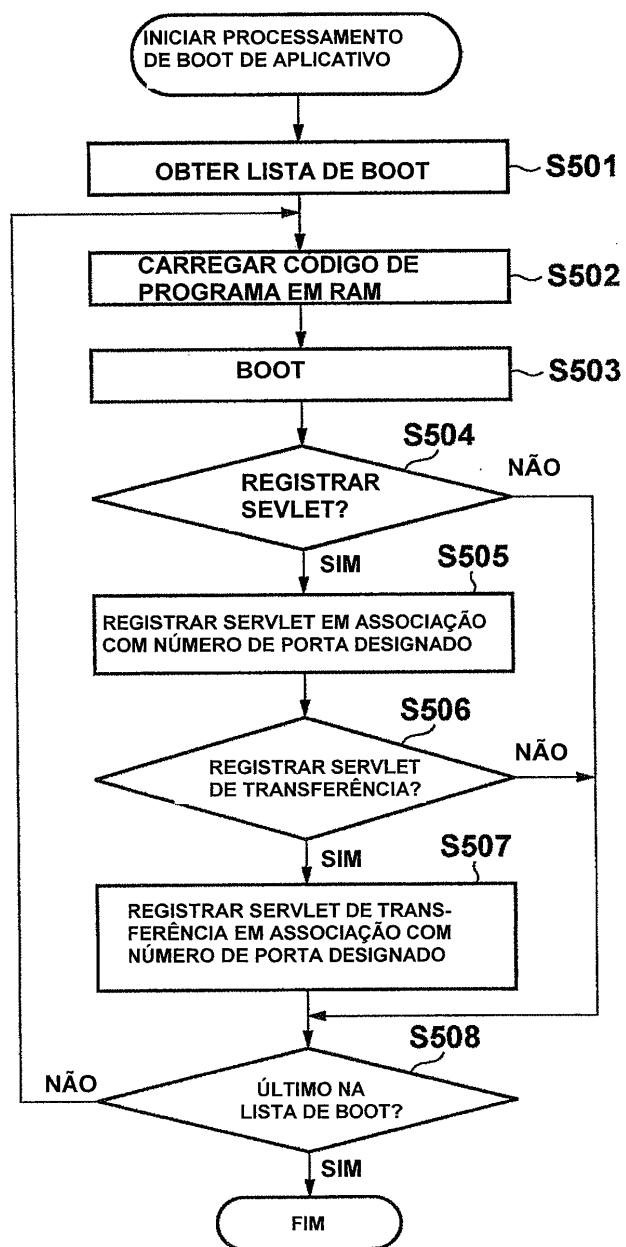 INICIAR PROCESSAMENTO
DE BOOT DE APLICATIVO
OBTER LISTA DE BOOT
S501
CARREGAR CÓDIGO DE
PROGRAMA EM RAM
S502
BOOT
S503
S504
REGISTRAR
SEVLET?
NÃO
SIM
S505
REGISTRAR SERVLET EM ASSOCIAÇÃO
COM NÚMERO DE PORTA DESIGNADO
S506
REGISTRAR SERVLET
DE TRANSFERÊNCIA?
NÃO
SIM
S507
REGISTRAR SERVLET DE TRANS-
FERÊNCIA EM ASSOCIAÇÃO COM
NÚMERO DE PORTA DESIGNADO
S508
NÃO
ÚLTIMO NA
LISTA DE BOOT?
SIM
FIM